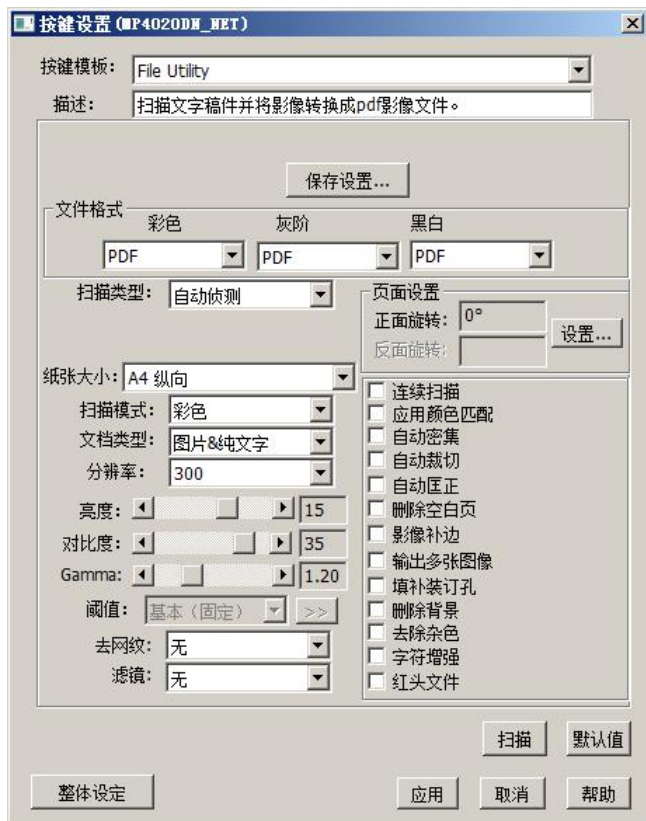 按键设置(MP4020DN_NET)
按键模板： File Utility
描述： 扫描文字稿件并将影像转换成pdf影像文件。
保存设置...
文件格式
彩色 灰阶 黑白
PDF PDF PDF
扫描类型： 自动侦测
页面设置
正面旋转： 0°
反面旋转：
设置...
纸张大小： A4 纵向
扫描模式： 彩色
文档类型： 图片&纯文字
分辨率： 300
亮度： 15
对比度： 35
Gamma: 1.20
阈值： 基本（固定） >>
去网纹： 无
滤镜： 无
连续扫描
应用颜色匹配
自动密集
自动裁切
自动匡正
删除空白页
影像补边
输出多张图像
填补装订孔
删除背景
去除杂色
字符增强
红头文件
扫描 默认值
整体设定 应用 取消 帮助